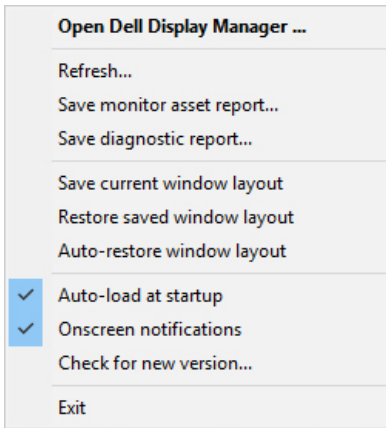 Open Dell Display Manager ...
Refresh...
Save monitor asset report...
Save diagnostic report...
Save current window layout
Restore saved window layout
Auto-restore window layout
Auto-load at startup
Onscreen notifications
Check for new version...
Exit